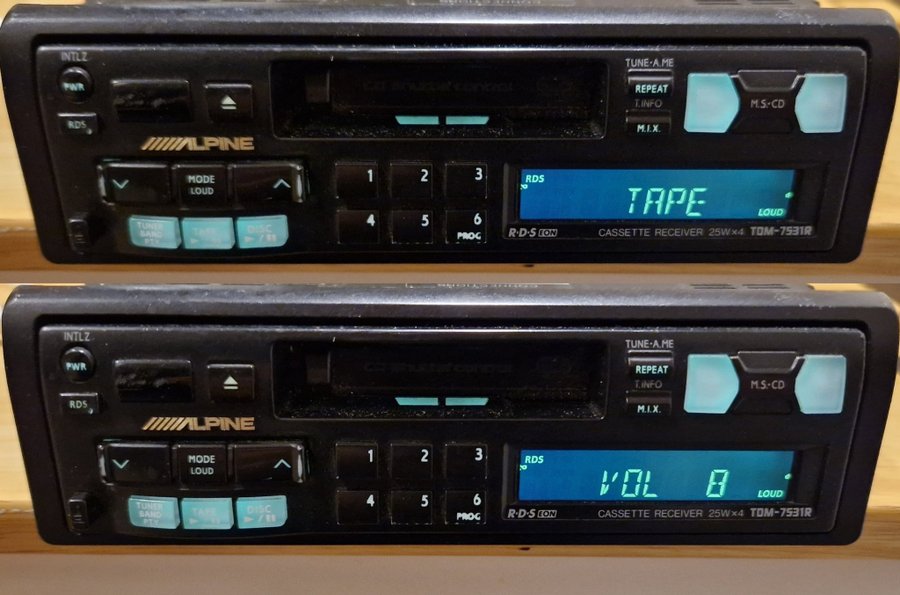 INTLZ
PWR
RDS
ALPINE
MODE
LOUD
TUNER
BAND
PTY
TAPE
DISC
1 2 3
4 5 6
PROG
TUNE·A.ME
REPEAT
T.INFO
M.I.X.
M.S.-CD
RDS
TAPE
LOUD
R·D·S EON CASSETTE RECEIVER 25W×4 TDM-7531R
INTLZ
PWR
RDS
ALPINE
MODE
LOUD
TUNER
BAND
PTY
TAPE
DISC
1 2 3
4 5 6
PROG
TUNE·A.ME
REPEAT
T.INFO
M.I.X.
M.S.-CD
RDS
VOL 8
LOUD
R·D·S EON CASSETTE RECEIVER 25W×4 TDM-7531R